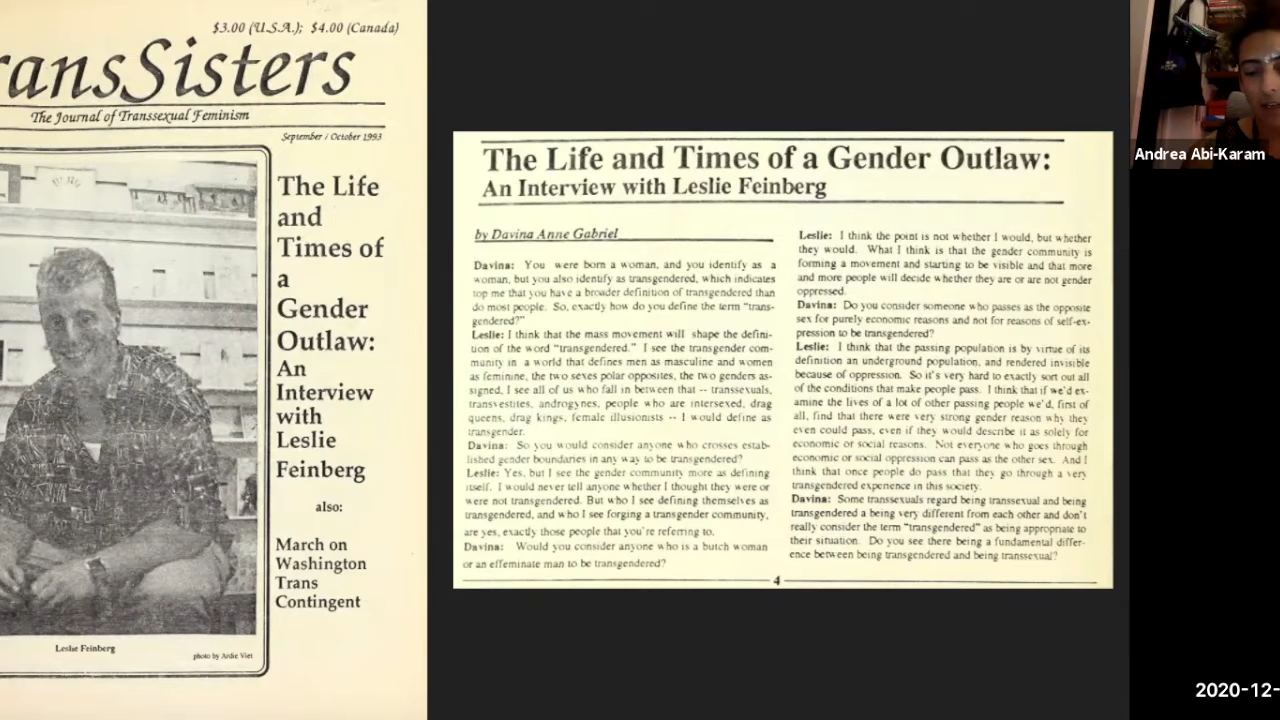 $3.00 (U.S.A.); $4.00 (Canada)
ransSisters
The Journal of Transsexual Feminism
September / October 1993
The Life
and
Times of
a
Gender
Outlaw:
An
Interview
with
Leslie
Feinberg
also:
March on
Washington
Trans
Contingent
Leslie Feinberg
photo by Ardie Viet
The Life and Times of a Gender Outlaw:
An Interview with Leslie Feinberg
by Davina Anne Gabriel
Davina: You were born a woman, and you identify as a
woman, but you also identify as transgendered, which indicates
top me that you have a broader definition of transgendered than
do most people. So, exactly how do you define the term "trans-
gendered?"
Leslie: I think that the mass movement will shape the defini-
tion of the word "transgendered." I see the transgender com-
munity in a world that defines men as masculine and women
as feminine, the two sexes polar opposites, the two genders as-
signed, I see all of us who fall in between that -- transsexuals,
transvestites, androgynes, people who are intersexed, drag
queens, drag kings, female illusionists -- I would define as
transgender.
Davina: So you would consider anyone who crosses estab-
lished gender boundaries in any way to be transgendered?
Leslie: Yes, but I see the gender community more as defining
itself. I would never tell anyone whether I thought they were or
were not transgendered. But who I see defining themselves as
transgendered, and who I see forging a transgender community,
are yes, exactly those people that you're referring to.
Davina: Would you consider anyone who is a butch woman
or an effeminate man to be transgendered?
Leslie: I think the point is not whether I would, but whether
they would. What I think is that the gender community is
forming a movement and starting to be visible and that more
and more people will decide whether they are or are not gender
oppressed.
Davina: Do you consider someone who passes as the opposite
sex for purely economic reasons and not for reasons of self-ex-
pression to be transgendered?
Leslie: I think that the passing population is by virtue of its
definition an underground population, and rendered invisible
because of oppression. So it's very hard to exactly sort out all
of the conditions that make people pass. I think that if we'd ex-
amine the lives of a lot of other passing people we'd, first of
all, find that there were very strong gender reason why they
even could pass, even if they would describe it as solely for
economic or social reasons. Not everyone who goes through
economic or social oppression can pass as the other sex. And I
think that once people do pass that they go through a very
transgendered experience in this society.
Davina: Some transsexuals regard being transsexual and being
transgendered a being very different from each other and don't
really consider the term "transgendered" as being appropriate to
their situation. Do you see there being a fundamental differ-
ence between being transgendered and being transsexual?
4
Andrea Abi-Karam
2020-12-